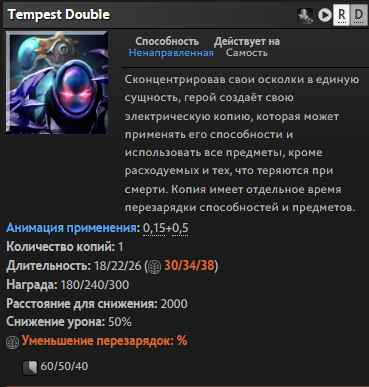 Tempest Double
R D
Способность Действует на
Ненаправленная Самость
Сконцентрировав свои осколки в единую
сущность, герой создаёт свою
электрическую копию, которая может
применять его способности и
использовать все предметы, кроме
расходуемых и тех, что теряются при
смерти. Копия имеет отдельное время
перезарядки способностей и предметов.
Анимация применения: 0,15+0,5
Количество копий: 1
Длительность: 18/22/26 (30/34/38)
Награда: 180/240/300
Расстояние для снижения: 2000
Снижение урона: 50%
Уменьшение перезарядок: %
60/50/40